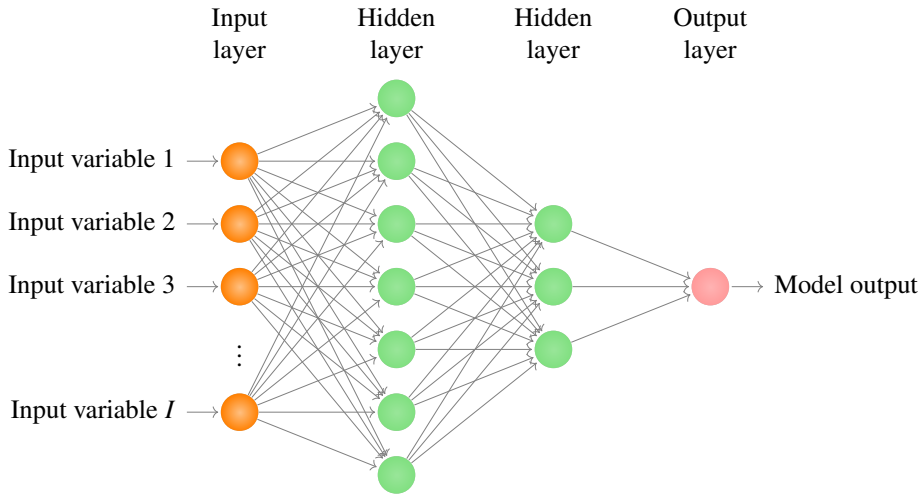 Input
layer
Hidden
layer
Hidden
layer
Output
layer
Input variable 1
Input variable 2
Input variable 3
Model output
⋮
Input variable I